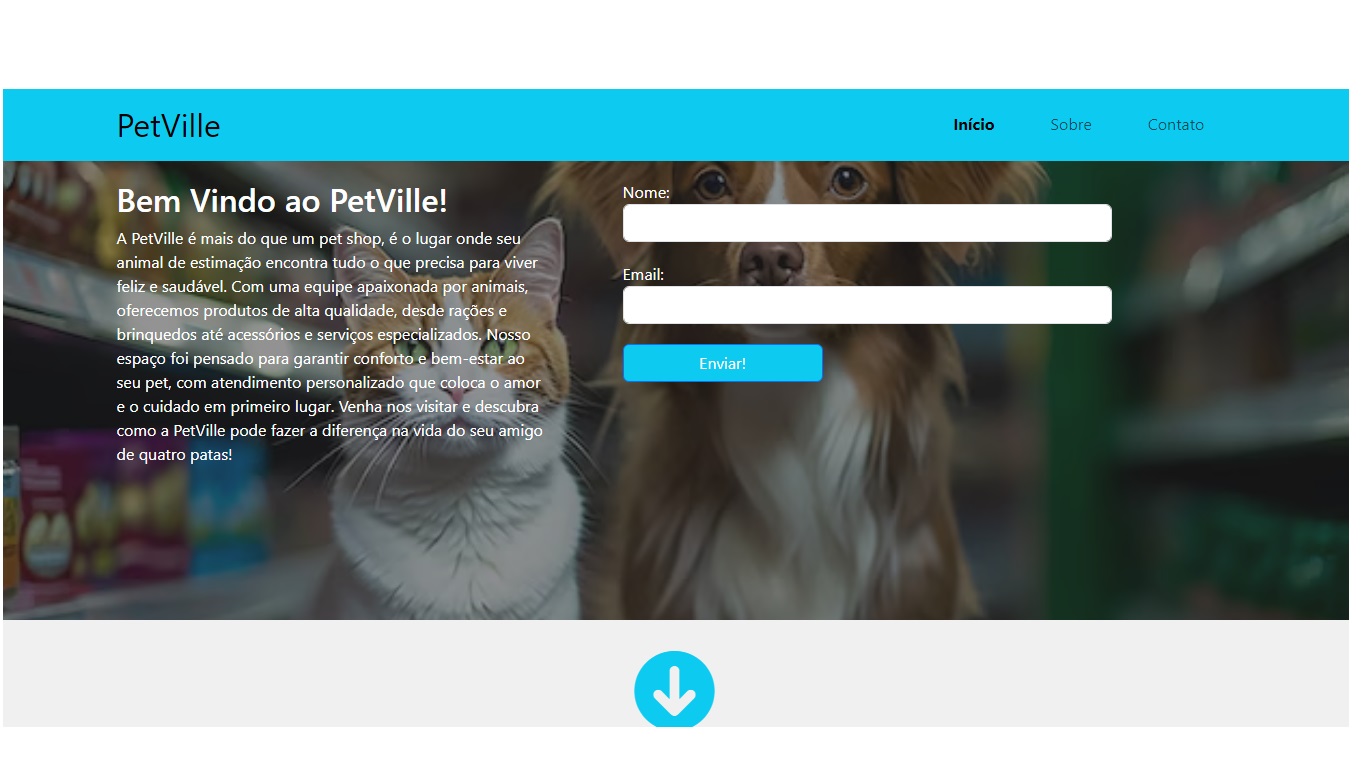 PetVille
Início
Sobre
Contato
Bem Vindo ao PetVille!
A PetVille é mais do que um pet shop, é o lugar onde seu
animal de estimação encontra tudo o que precisa para viver
feliz e saudável. Com uma equipe apaixonada por animais,
oferecemos produtos de alta qualidade, desde rações e
brinquedos até acessórios e serviços especializados. Nosso
espaço foi pensado para garantir conforto e bem-estar ao
seu pet, com atendimento personalizado que coloca o amor
e o cuidado em primeiro lugar. Venha nos visitar e descubra
como a PetVille pode fazer a diferença na vida do seu amigo
de quatro patas!
Nome:
Email:
Enviar!